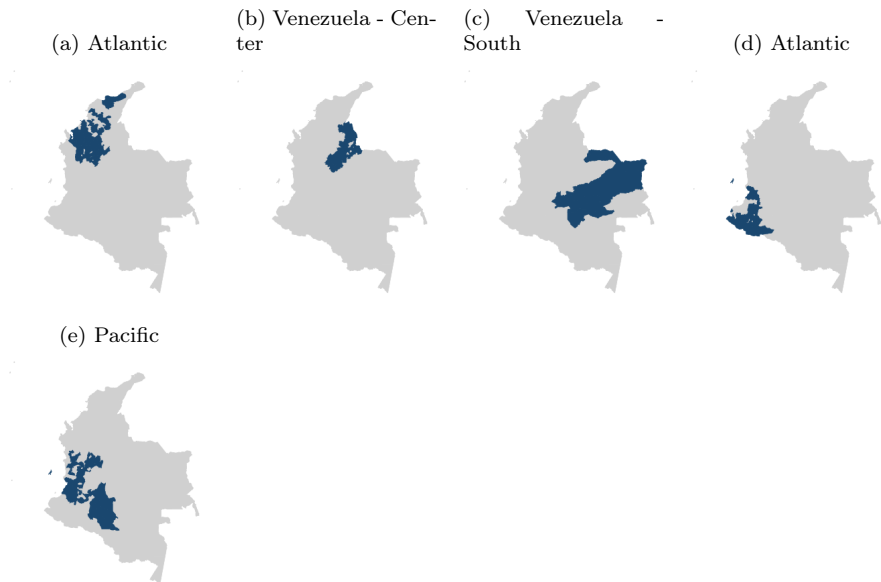 (a) Atlantic
(b) Venezuela - Cen-
ter
(c) Venezuela -
South
(d) Atlantic
(e) Pacific